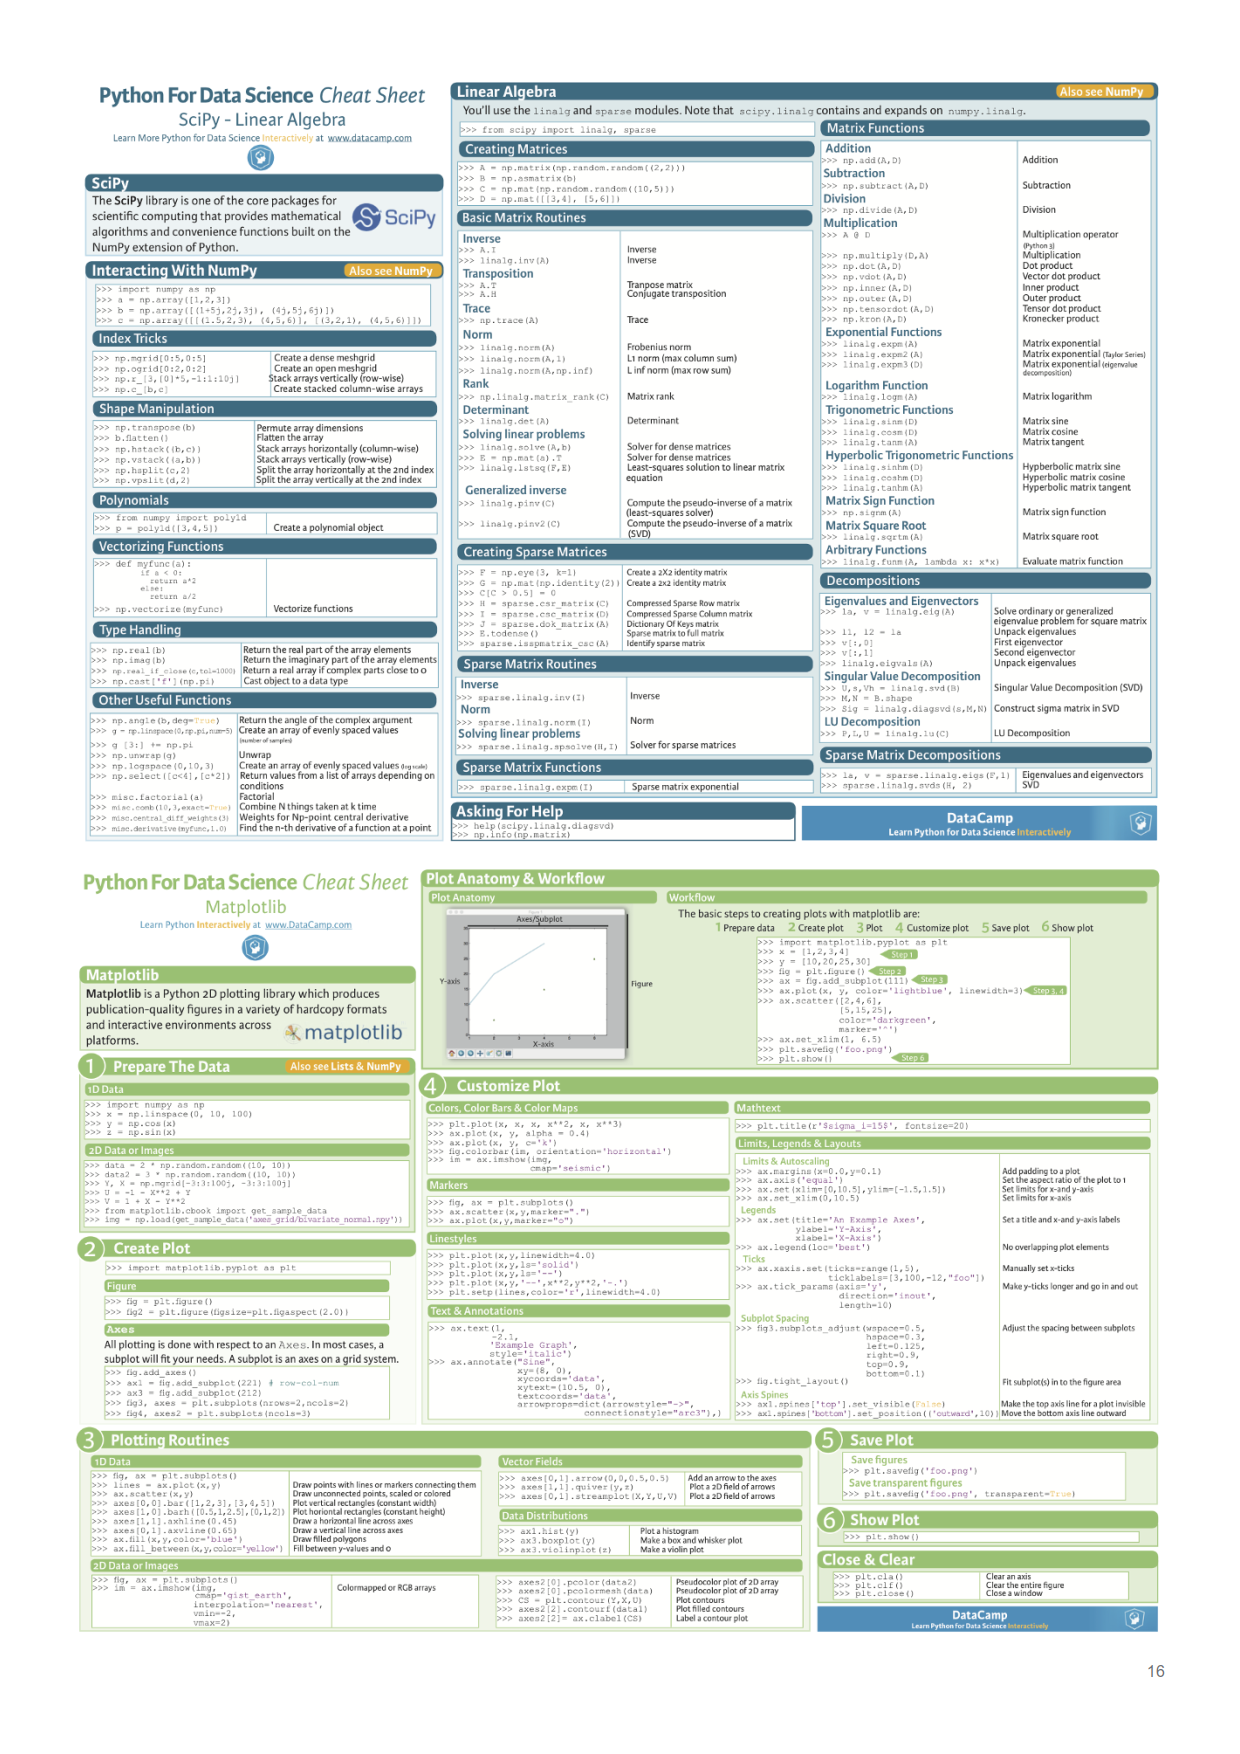 Python For Data Science Cheat Sheet
SciPy - Linear Algebra
Learn More Python for Data Science Interactively at www.datacamp.com
SciPy
The SciPy library is one of the core packages for
scientific computing that provides mathematical
algorithms and convenience functions built on the
NumPy extension of Python.
SciPy
Interacting With NumPy Also see NumPy
>>> import numpy as np
>>> a = np.array([1,2,3])
>>> b = np.array([(1+5j,2j,3j), (4j,5j,6j)])
>>> c = np.array([[(1.5,2,3), (4,5,6)], [(3,2,1), (4,5,6)]])
Index Tricks
>>> np.mgrid[0:5,0:5] Create a dense meshgrid
>>> np.ogrid[0:2,0:2] Create an open meshgrid
>>> np.r_[3,[0]*5,-1:1:10j] Stack arrays vertically (row-wise)
>>> np.c_[b,c] Create stacked column-wise arrays
Shape Manipulation
>>> np.transpose(b) Permute array dimensions
>>> b.flatten() Flatten the array
>>> np.hstack((b,c)) Stack arrays horizontally (column-wise)
>>> np.vstack((a,b)) Stack arrays vertically (row-wise)
>>> np.hsplit(c,2) Split the array horizontally at the 2nd index
>>> np.vpslit(d,2) Split the array vertically at the 2nd index
Polynomials
>>> from numpy import poly1d
>>> p = poly1d([3,4,5]) Create a polynomial object
Vectorizing Functions
>>> def myfunc(a):
if a < 0:
return a*2
else:
return a/2
>>> np.vectorize(myfunc) Vectorize functions
Type Handling
>>> np.real(b) Return the real part of the array elements
>>> np.imag(b) Return the imaginary part of the array elements
>>> np.real_if_close(c,tol=1000) Return a real array if complex parts close to 0
>>> np.cast['f'](np.pi) Cast object to a data type
Other Useful Functions
>>> np.angle(b,deg=True) Return the angle of the complex argument
>>> g = np.linspace(0,np.pi,num=5) Create an array of evenly spaced values
(number of samples)
>>> g [3:] += np.pi
>>> np.unwrap(g) Unwrap
>>> np.logspace(0,10,3) Create an array of evenly spaced values (log scale)
>>> np.select([c<4],[c*2]) Return values from a list of arrays depending on
conditions
>>> misc.factorial(a) Factorial
>>> misc.comb(10,3,exact=True) Combine N things taken at k time
>>> misc.central_diff_weights(3) Weights for Np-point central derivative
>>> misc.derivative(myfunc,1.0) Find the n-th derivative of a function at a point
Linear Algebra Also see NumPy
You'll use the linalg and sparse modules. Note that scipy.linalg contains and expands on numpy.linalg.
>>> from scipy import linalg, sparse
Creating Matrices
>>> A = np.matrix(np.random.random((2,2)))
>>> B = np.asmatrix(b)
>>> C = np.mat(np.random.random((10,5)))
>>> D = np.mat([[3,4], [5,6]])
Basic Matrix Routines
Inverse
>>> A.I Inverse
>>> linalg.inv(A) Inverse
Transposition
>>> A.T Tranpose matrix
>>> A.H Conjugate transposition
Trace
>>> np.trace(A) Trace
Norm
>>> linalg.norm(A) Frobenius norm
>>> linalg.norm(A,1) L1 norm (max column sum)
>>> linalg.norm(A,np.inf) L inf norm (max row sum)
Rank
>>> np.linalg.matrix_rank(C) Matrix rank
Determinant
>>> linalg.det(A) Determinant
Solving linear problems
>>> linalg.solve(A,b) Solver for dense matrices
>>> E = np.mat(a).T Solver for dense matrices
>>> linalg.lstsq(F,E) Least-squares solution to linear matrix
equation
Generalized inverse
>>> linalg.pinv(C) Compute the pseudo-inverse of a matrix
(least-squares solver)
>>> linalg.pinv2(C) Compute the pseudo-inverse of a matrix
(SVD)
Creating Sparse Matrices
>>> F = np.eye(3, k=1) Create a 2X2 identity matrix
>>> G = np.mat(np.identity(2)) Create a 2x2 identity matrix
>>> C[C > 0.5] = 0
>>> H = sparse.csr_matrix(C) Compressed Sparse Row matrix
>>> I = sparse.csc_matrix(D) Compressed Sparse Column matrix
>>> J = sparse.dok_matrix(A) Dictionary Of Keys matrix
>>> E.todense() Sparse matrix to full matrix
>>> sparse.isspmatrix_csc(A) Identify sparse matrix
Sparse Matrix Routines
Inverse
>>> sparse.linalg.inv(I) Inverse
Norm
>>> sparse.linalg.norm(I) Norm
Solving linear problems
>>> sparse.linalg.spsolve(H,I) Solver for sparse matrices
Sparse Matrix Functions
>>> sparse.linalg.expm(I) Sparse matrix exponential
Asking For Help
>>> help(scipy.linalg.diagsvd)
>>> np.info(np.matrix)
Matrix Functions
Addition
>>> np.add(A,D) Addition
Subtraction
>>> np.subtract(A,D) Subtraction
Division
>>> np.divide(A,D) Division
Multiplication
>>> A @ D Multiplication operator
(Python 3)
>>> np.multiply(D,A) Multiplication
>>> np.dot(A,D) Dot product
>>> np.vdot(A,D) Vector dot product
>>> np.inner(A,D) Inner product
>>> np.outer(A,D) Outer product
>>> np.tensordot(A,D) Tensor dot product
>>> np.kron(A,D) Kronecker product
Exponential Functions
>>> linalg.expm(A) Matrix exponential
>>> linalg.expm2(A) Matrix exponential (Taylor Series)
>>> linalg.expm3(D) Matrix exponential (eigenvalue
decomposition)
Logarithm Function
>>> linalg.logm(A) Matrix logarithm
Trigonometric Functions
>>> linalg.sinm(D) Matrix sine
>>> linalg.cosm(D) Matrix cosine
>>> linalg.tanm(A) Matrix tangent
Hyperbolic Trigonometric Functions
>>> linalg.sinhm(D) Hypberbolic matrix sine
>>> linalg.coshm(D) Hyperbolic matrix cosine
>>> linalg.tanhm(A) Hyperbolic matrix tangent
Matrix Sign Function
>>> np.signm(A) Matrix sign function
Matrix Square Root
>>> linalg.sqrtm(A) Matrix square root
Arbitrary Functions
>>> linalg.funm(A, lambda x: x*x) Evaluate matrix function
Decompositions
Eigenvalues and Eigenvectors
>>> la, v = linalg.eig(A) Solve ordinary or generalized
eigenvalue problem for square matrix
>>> l1, l2 = la Unpack eigenvalues
>>> v[:,0] First eigenvector
>>> v[:,1] Second eigenvector
>>> linalg.eigvals(A) Unpack eigenvalues
Singular Value Decomposition
>>> U,s,Vh = linalg.svd(B) Singular Value Decomposition (SVD)
>>> M,N = B.shape
>>> Sig = linalg.diagsvd(s,M,N) Construct sigma matrix in SVD
LU Decomposition
>>> P,L,U = linalg.lu(C) LU Decomposition
Sparse Matrix Decompositions
>>> la, v = sparse.linalg.eigs(F,1) Eigenvalues and eigenvectors
>>> sparse.linalg.svds(H, 2) SVD
DataCamp
Learn Python for Data Science Interactively
Python For Data Science Cheat Sheet
Matplotlib
Learn Python Interactively at www.DataCamp.com
Matplotlib
Matplotlib is a Python 2D plotting library which produces
publication-quality figures in a variety of hardcopy formats
and interactive environments across
platforms.
matplotlib
1 Prepare The Data Also see Lists & NumPy
1D Data
>>> import numpy as np
>>> x = np.linspace(0, 10, 100)
>>> y = np.cos(x)
>>> z = np.sin(x)
2D Data or Images
>>> data = 2 * np.random.random((10, 10))
>>> data2 = 3 * np.random.random((10, 10))
>>> Y, X = np.mgrid[-3:3:100j, -3:3:100j]
>>> U = -1 - X**2 + Y
>>> V = 1 + X - Y**2
>>> from matplotlib.cbook import get_sample_data
>>> img = np.load(get_sample_data('axes_grid/bivariate_normal.npy'))
2 Create Plot
>>> import matplotlib.pyplot as plt
Figure
>>> fig = plt.figure()
>>> fig2 = plt.figure(figsize=plt.figaspect(2.0))
Axes
All plotting is done with respect to an Axes. In most cases, a
subplot will fit your needs. A subplot is an axes on a grid system.
>>> fig.add_axes()
>>> ax1 = fig.add_subplot(221) # row-col-num
>>> ax3 = fig.add_subplot(212)
>>> fig3, axes = plt.subplots(nrows=2,ncols=2)
>>> fig4, axes2 = plt.subplots(ncols=3)
Plot Anatomy & Workflow
Plot Anatomy
Axes/Subplot
Y-axis
Figure
X-axis
Workflow
The basic steps to creating plots with matplotlib are:
1 Prepare data 2 Create plot 3 Plot 4 Customize plot 5 Save plot 6 Show plot
>>> import matplotlib.pyplot as plt
>>> x = [1,2,3,4] Step 1
>>> y = [10,20,25,30]
>>> fig = plt.figure() Step 2
>>> ax = fig.add_subplot(111) Step 3
>>> ax.plot(x, y, color='lightblue', linewidth=3) Step 3, 4
>>> ax.scatter([2,4,6],
[5,15,25],
color='darkgreen',
marker='^')
>>> ax.set_xlim(1, 6.5)
>>> plt.savefig('foo.png')
>>> plt.show() Step 6
4 Customize Plot
Colors, Color Bars & Color Maps
>>> plt.plot(x, x, x, x**2, x, x**3)
>>> ax.plot(x, y, alpha = 0.4)
>>> ax.plot(x, y, c='k')
>>> fig.colorbar(im, orientation='horizontal')
>>> im = ax.imshow(img,
cmap='seismic')
Markers
>>> fig, ax = plt.subplots()
>>> ax.scatter(x,y,marker=".")
>>> ax.plot(x,y,marker="o")
Linestyles
>>> plt.plot(x,y,linewidth=4.0)
>>> plt.plot(x,y,ls='solid')
>>> plt.plot(x,y,ls='--')
>>> plt.plot(x,y,'--',x**2,y**2,'-.')
>>> plt.setp(lines,color='r',linewidth=4.0)
Text & Annotations
>>> ax.text(1,
-2.1,
'Example Graph',
style='italic')
>>> ax.annotate("Sine",
xy=(8, 0),
xycoords='data',
xytext=(10.5, 0),
textcoords='data',
arrowprops=dict(arrowstyle="->",
connectionstyle="arc3"),)
Mathtext
>>> plt.title(r'$sigma_i=15$', fontsize=20)
Limits, Legends & Layouts
Limits & Autoscaling
>>> ax.margins(x=0.0,y=0.1) Add padding to a plot
>>> ax.axis('equal') Set the aspect ratio of the plot to 1
>>> ax.set(xlim=[0,10.5],ylim=[-1.5,1.5]) Set limits for x-and y-axis
>>> ax.set_xlim(0,10.5) Set limits for x-axis
Legends
>>> ax.set(title='An Example Axes', Set a title and x-and y-axis labels
ylabel='Y-Axis',
xlabel='X-Axis')
>>> ax.legend(loc='best') No overlapping plot elements
Ticks
>>> ax.xaxis.set(ticks=range(1,5), Manually set x-ticks
ticklabels=[3,100,-12,"foo"])
>>> ax.tick_params(axis='y', Make y-ticks longer and go in and out
direction='inout',
length=10)
Subplot Spacing
>>> fig3.subplots_adjust(wspace=0.5, Adjust the spacing between subplots
hspace=0.3,
left=0.125,
right=0.9,
top=0.9,
bottom=0.1)
>>> fig.tight_layout() Fit subplot(s) in to the figure area
Axis Spines
>>> ax1.spines['top'].set_visible(False) Make the top axis line for a plot invisible
>>> ax1.spines['bottom'].set_position(('outward',10)) Move the bottom axis line outward
3 Plotting Routines
1D Data
>>> fig, ax = plt.subplots()
>>> lines = ax.plot(x,y) Draw points with lines or markers connecting them
>>> ax.scatter(x,y) Draw unconnected points, scaled or colored
>>> axes[0,0].bar([1,2,3],[3,4,5]) Plot vertical rectangles (constant width)
>>> axes[1,0].barh([0.5,1,2.5],[0,1,2]) Plot horiontal rectangles (constant height)
>>> axes[1,1].axhline(0.45) Draw a horizontal line across axes
>>> axes[0,1].axvline(0.65) Draw a vertical line across axes
>>> ax.fill(x,y,color='blue') Draw filled polygons
>>> ax.fill_between(x,y,color='yellow') Fill between y-values and 0
2D Data or Images
>>> fig, ax = plt.subplots()
>>> im = ax.imshow(img, Colormapped or RGB arrays
cmap='gist_earth',
interpolation='nearest',
vmin=-2,
vmax=2)
Vector Fields
>>> axes[0,1].arrow(0,0,0.5,0.5) Add an arrow to the axes
>>> axes[1,1].quiver(y,z) Plot a 2D field of arrows
>>> axes[0,1].streamplot(X,Y,U,V) Plot a 2D field of arrows
Data Distributions
>>> ax1.hist(y) Plot a histogram
>>> ax3.boxplot(y) Make a box and whisker plot
>>> ax3.violinplot(z) Make a violin plot
>>> axes2[0].pcolor(data2) Pseudocolor plot of 2D array
>>> axes2[0].pcolormesh(data) Pseudocolor plot of 2D array
>>> CS = plt.contour(Y,X,U) Plot contours
>>> axes2[2].contourf(data1) Plot filled contours
>>> axes2[2]= ax.clabel(CS) Label a contour plot
5 Save Plot
Save figures
>>> plt.savefig('foo.png')
Save transparent figures
>>> plt.savefig('foo.png', transparent=True)
6 Show Plot
>>> plt.show()
Close & Clear
>>> plt.cla() Clear an axis
>>> plt.clf() Clear the entire figure
>>> plt.close() Close a window
DataCamp
Learn Python for Data Science Interactively
16